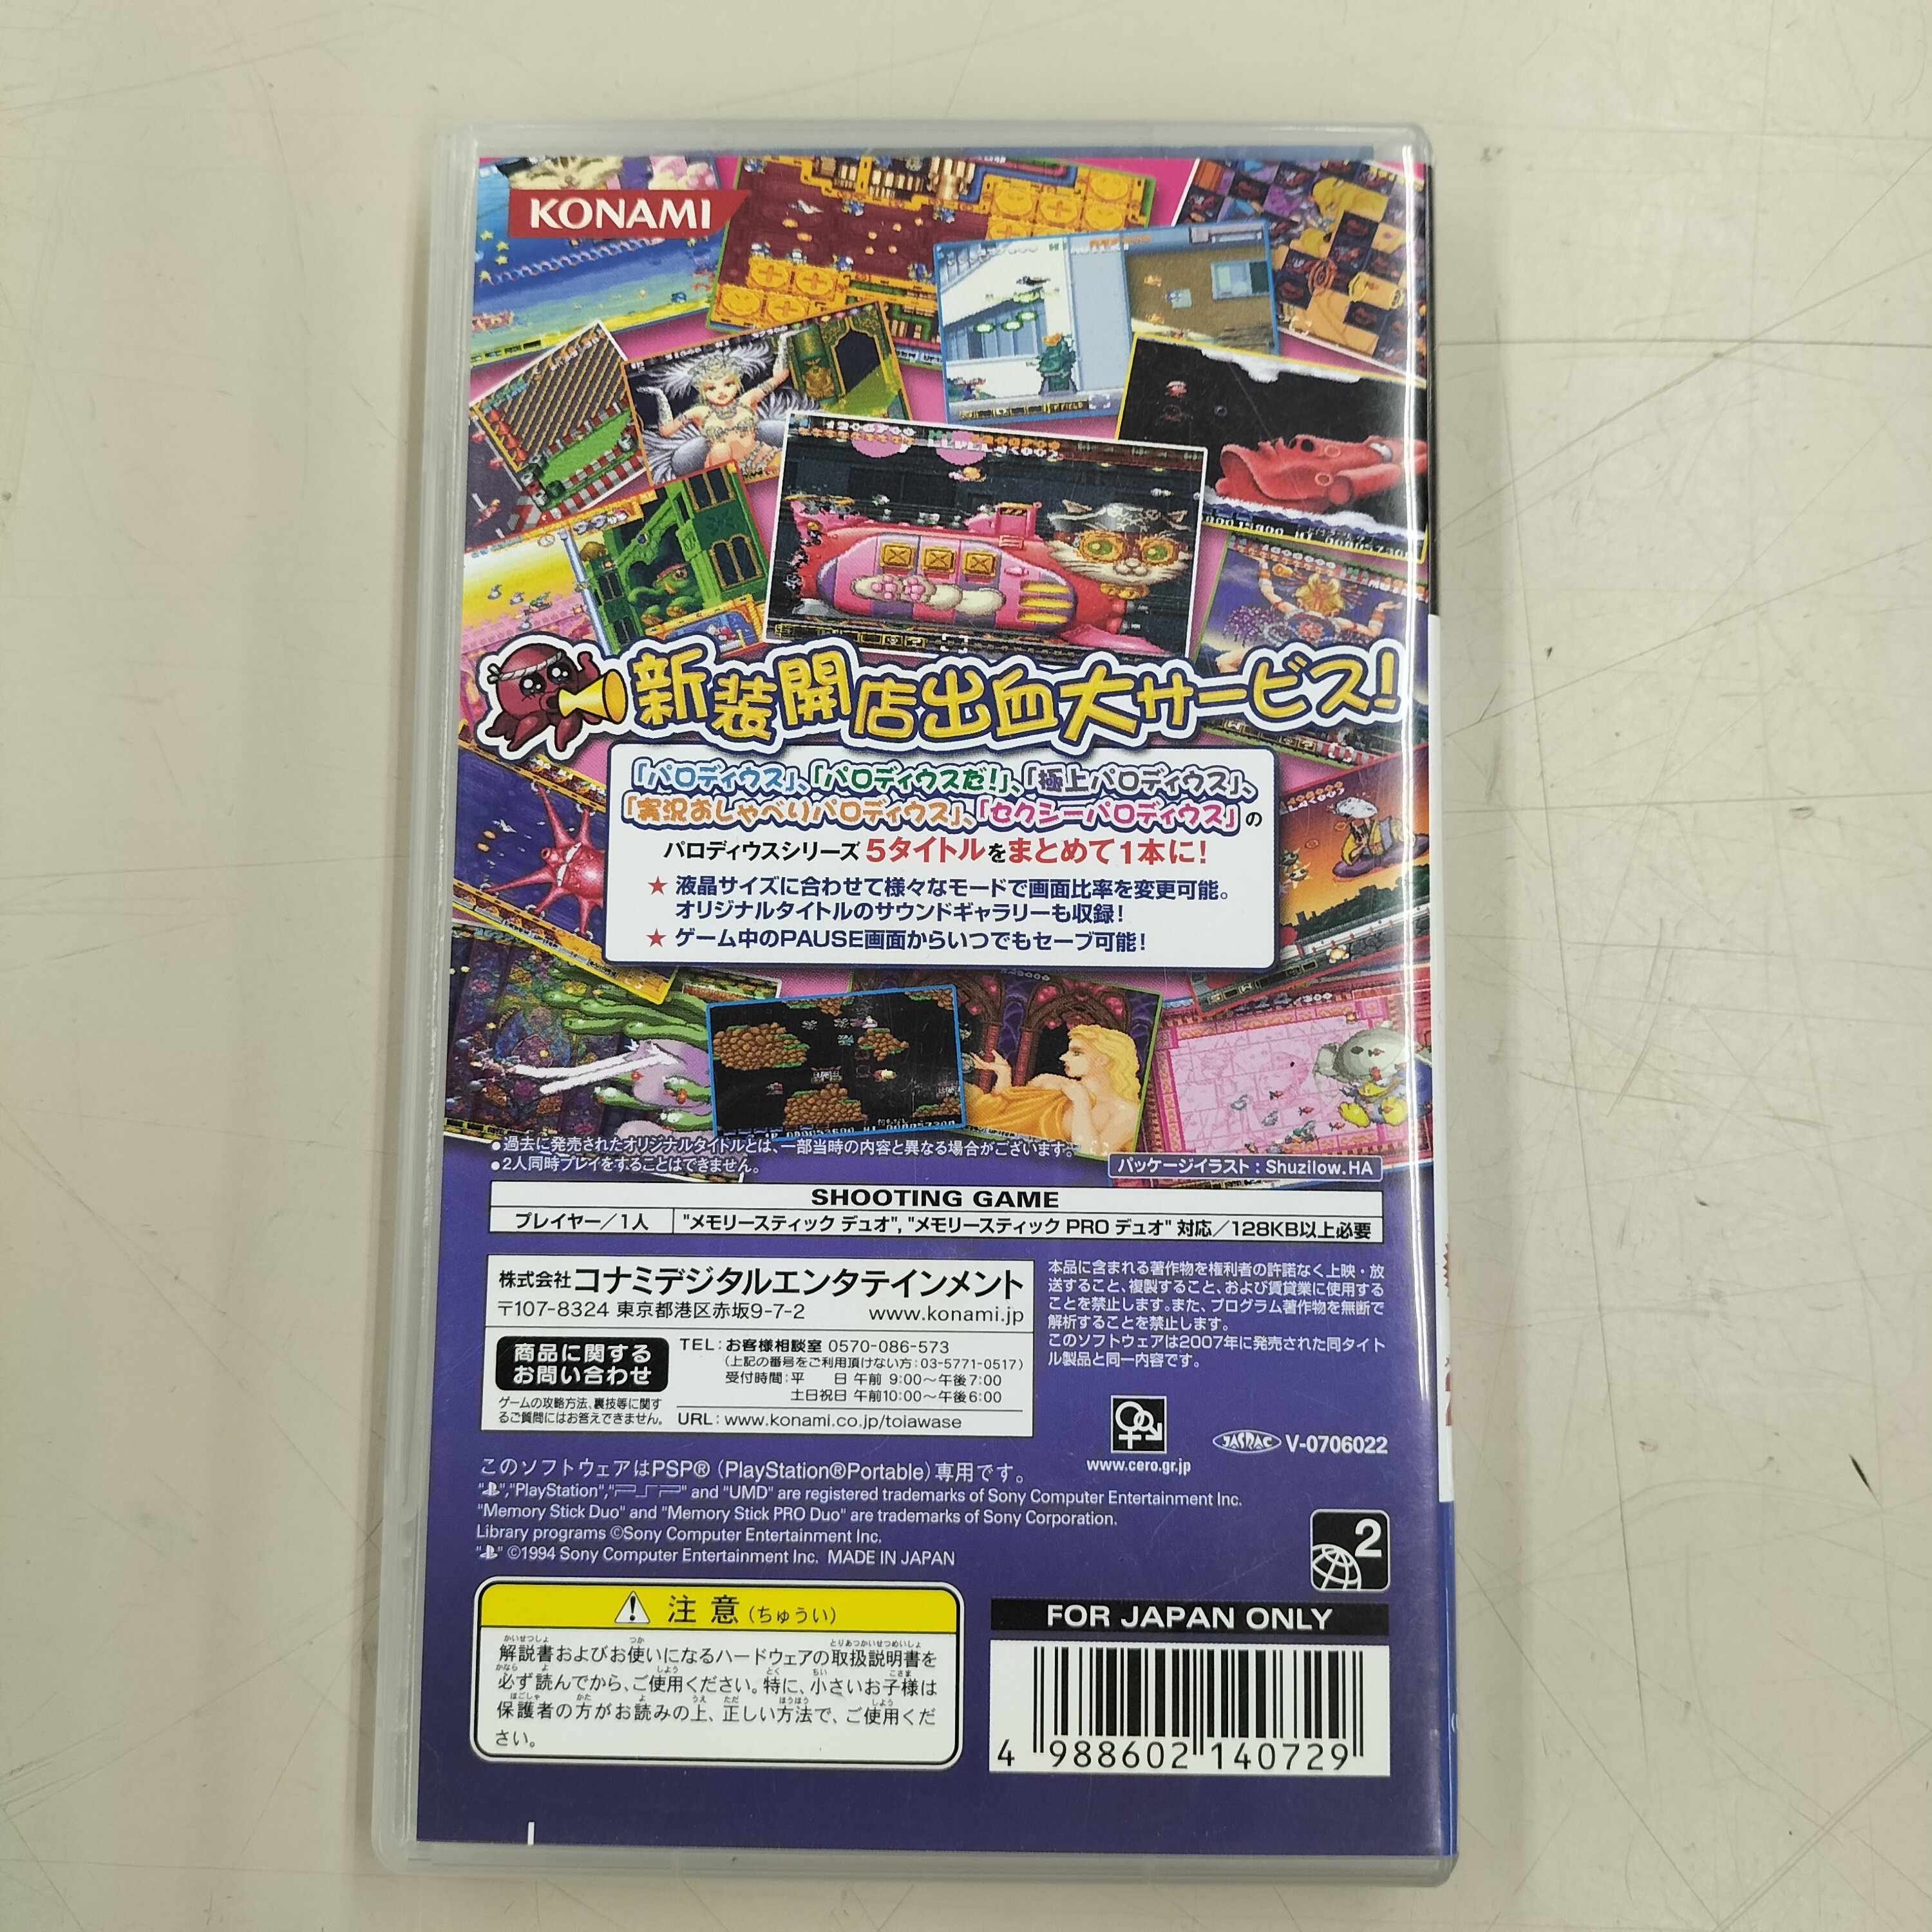 KONAMI
新装開店出血大サービス!
「パロディウス」、「パロディウスだ!」、「極上パロディウス」、
「実況おしゃべりパロディウス」、「セクシーパロディウス」の
パロディウスシリーズ5タイトルをまとめて1本に!
★ 液晶サイズに合わせて様々なモードで画面比率を変更可能。
オリジナルタイトルのサウンドギャラリーも収録!
★ ゲーム中のPAUSE画面からいつでもセーブ可能!
●過去に発売されたオリジナルタイトルとは、一部当時の内容と異なる場合がございます。
●2人同時プレイをすることはできません。
パッケージイラスト:Shuzilow.HA
SHOOTING GAME
プレイヤー/1人
"メモリースティック デュオ", "メモリースティック PRO デュオ" 対応/128KB以上必要
株式会社コナミデジタルエンタテインメント
〒107-8324 東京都港区赤坂9-7-2 www.konami.jp
商品に関する
お問い合わせ
ゲームの攻略方法、裏技等に関す
るご質問にはお答えできません。
TEL:お客様相談室 0570-086-573
(上記の番号をご利用頂けない方:03-5771-0517)
受付時間:平 日 午前 9:00〜午後7:00
土日祝日 午前10:00〜午後6:00
URL:www.konami.co.jp/toiawase
本品に含まれる著作物を権利者の許諾なく上映・放
送すること、複製すること、および賃貸業に使用する
ことを禁止します。また、プログラム著作物を無断で
解析することを禁止します。
このソフトウェアは2007年に発売された同タイト
ル製品と同一内容です。
www.cero.gr.jp
JASRAC V-0706022
このソフトウェアはPSP®(PlayStation®Portable)専用です。
"PlayStation","PSP" and "UMD" are registered trademarks of Sony Computer Entertainment Inc.
"Memory Stick Duo" and "Memory Stick PRO Duo" are trademarks of Sony Corporation.
Library programs ©Sony Computer Entertainment Inc.
©1994 Sony Computer Entertainment Inc. MADE IN JAPAN
2
注意(ちゅうい)
解説書およびお使いになるハードウェアの取扱説明書を
必ず読んでから、ご使用ください。特に、小さいお子様は
保護者の方がお読みの上、正しい方法で、ご使用くだ
さい。
FOR JAPAN ONLY
4 988602 140729